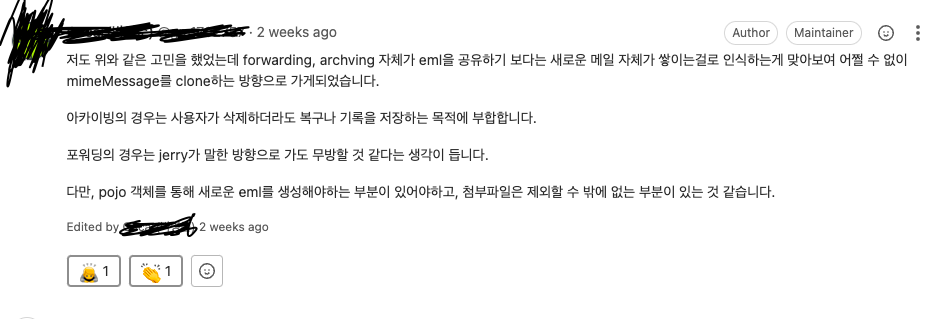 · 2 weeks ago
Author
Maintainer
저도 위와 같은 고민을 했었는데 forwarding, archving 자체가 eml을 공유하기 보다는 새로운 메일 자체가 쌓이는걸로 인식하는게 맞아보여 어쩔 수 없이
mimeMessage를 clone하는 방향으로 가게되었습니다.
아카이빙의 경우는 사용자가 삭제하더라도 복구나 기록을 저장하는 목적에 부합합니다.
포워딩의 경우는 jerry가 말한 방향으로 가도 무방할 것 같다는 생각이 듭니다.
다만, pojo 객체를 통해 새로운 eml를 생성해야하는 부분이 있어야하고, 첨부파일은 제외할 수 밖에 없는 부분이 있는 것 같습니다.
Edited by 2 weeks ago
1
1